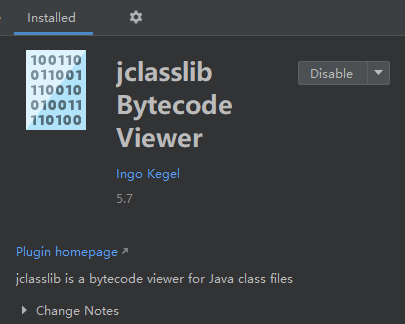 Installed
100110
011001
110010
010011
110100
jclasslib
Bytecode
Viewer
Disable
Ingo Kegel
5.7
Plugin homepage
jclasslib is a bytecode viewer for Java class files
Change Notes